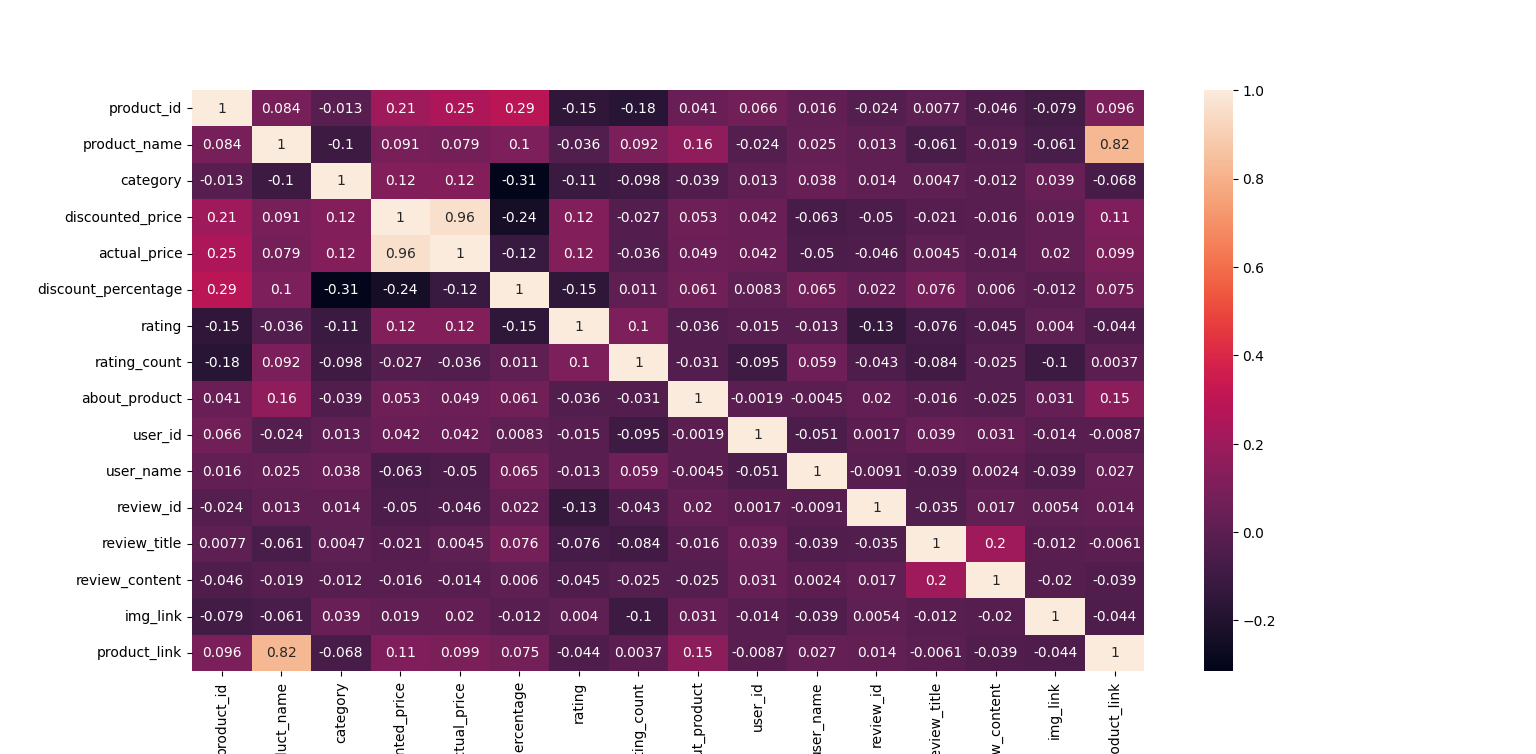 product_id 1 0.084 -0.013 0.21 0.25 0.29 -0.15 -0.18 0.041 0.066 0.016 -0.024 0.0077 -0.046 -0.079 0.096
product_name 0.084 1 -0.1 0.091 0.079 0.1 -0.036 0.092 0.16 -0.024 0.025 0.013 -0.061 -0.019 -0.061 0.82
category -0.013 -0.1 1 0.12 0.12 -0.31 -0.11 -0.098 -0.039 0.013 0.038 0.014 0.0047 -0.012 0.039 -0.068
discounted_price 0.21 0.091 0.12 1 0.96 -0.24 0.12 -0.027 0.053 0.042 -0.063 -0.05 -0.021 -0.016 0.019 0.11
actual_price 0.25 0.079 0.12 0.96 1 -0.12 0.12 -0.036 0.049 0.042 -0.05 -0.046 0.0045 -0.014 0.02 0.099
discount_percentage 0.29 0.1 -0.31 -0.24 -0.12 1 -0.15 0.011 0.061 0.0083 0.065 0.022 0.076 0.006 -0.012 0.075
rating -0.15 -0.036 -0.11 0.12 0.12 -0.15 1 0.1 -0.036 -0.015 -0.013 -0.13 -0.076 -0.045 0.004 -0.044
rating_count -0.18 0.092 -0.098 -0.027 -0.036 0.011 0.1 1 -0.031 -0.095 0.059 -0.043 -0.084 -0.025 -0.1 0.0037
about_product 0.041 0.16 -0.039 0.053 0.049 0.061 -0.036 -0.031 1 -0.0019 -0.0045 0.02 -0.016 -0.025 0.031 0.15
user_id 0.066 -0.024 0.013 0.042 0.042 0.0083 -0.015 -0.095 -0.0019 1 -0.051 0.0017 0.039 0.031 -0.014 -0.0087
user_name 0.016 0.025 0.038 -0.063 -0.05 0.065 -0.013 0.059 -0.0045 -0.051 1 -0.0091 -0.039 0.0024 -0.039 0.027
review_id -0.024 0.013 0.014 -0.05 -0.046 0.022 -0.13 -0.043 0.02 0.0017 -0.0091 1 -0.035 0.017 0.0054 0.014
review_title 0.0077 -0.061 0.0047 -0.021 0.0045 0.076 -0.076 -0.084 -0.016 0.039 -0.039 -0.035 1 0.2 -0.012 -0.0061
review_content -0.046 -0.019 -0.012 -0.016 -0.014 0.006 -0.045 -0.025 -0.025 0.031 0.0024 0.017 0.2 1 -0.02 -0.039
img_link -0.079 -0.061 0.039 0.019 0.02 -0.012 0.004 -0.1 0.031 -0.014 -0.039 0.0054 -0.012 -0.02 1 -0.044
product_link 0.096 0.82 -0.068 0.11 0.099 0.075 -0.044 0.0037 0.15 -0.0087 0.027 0.014 -0.0061 -0.039 -0.044 1
product_id
duct_name
category
nted_price
ctual_price
ercentage
rating
ting_count
ut_product
user_id
user_name
review_id
eview_title
w_content
img_link
oduct_link
1.0
0.8
0.6
0.4
0.2
0.0
−0.2